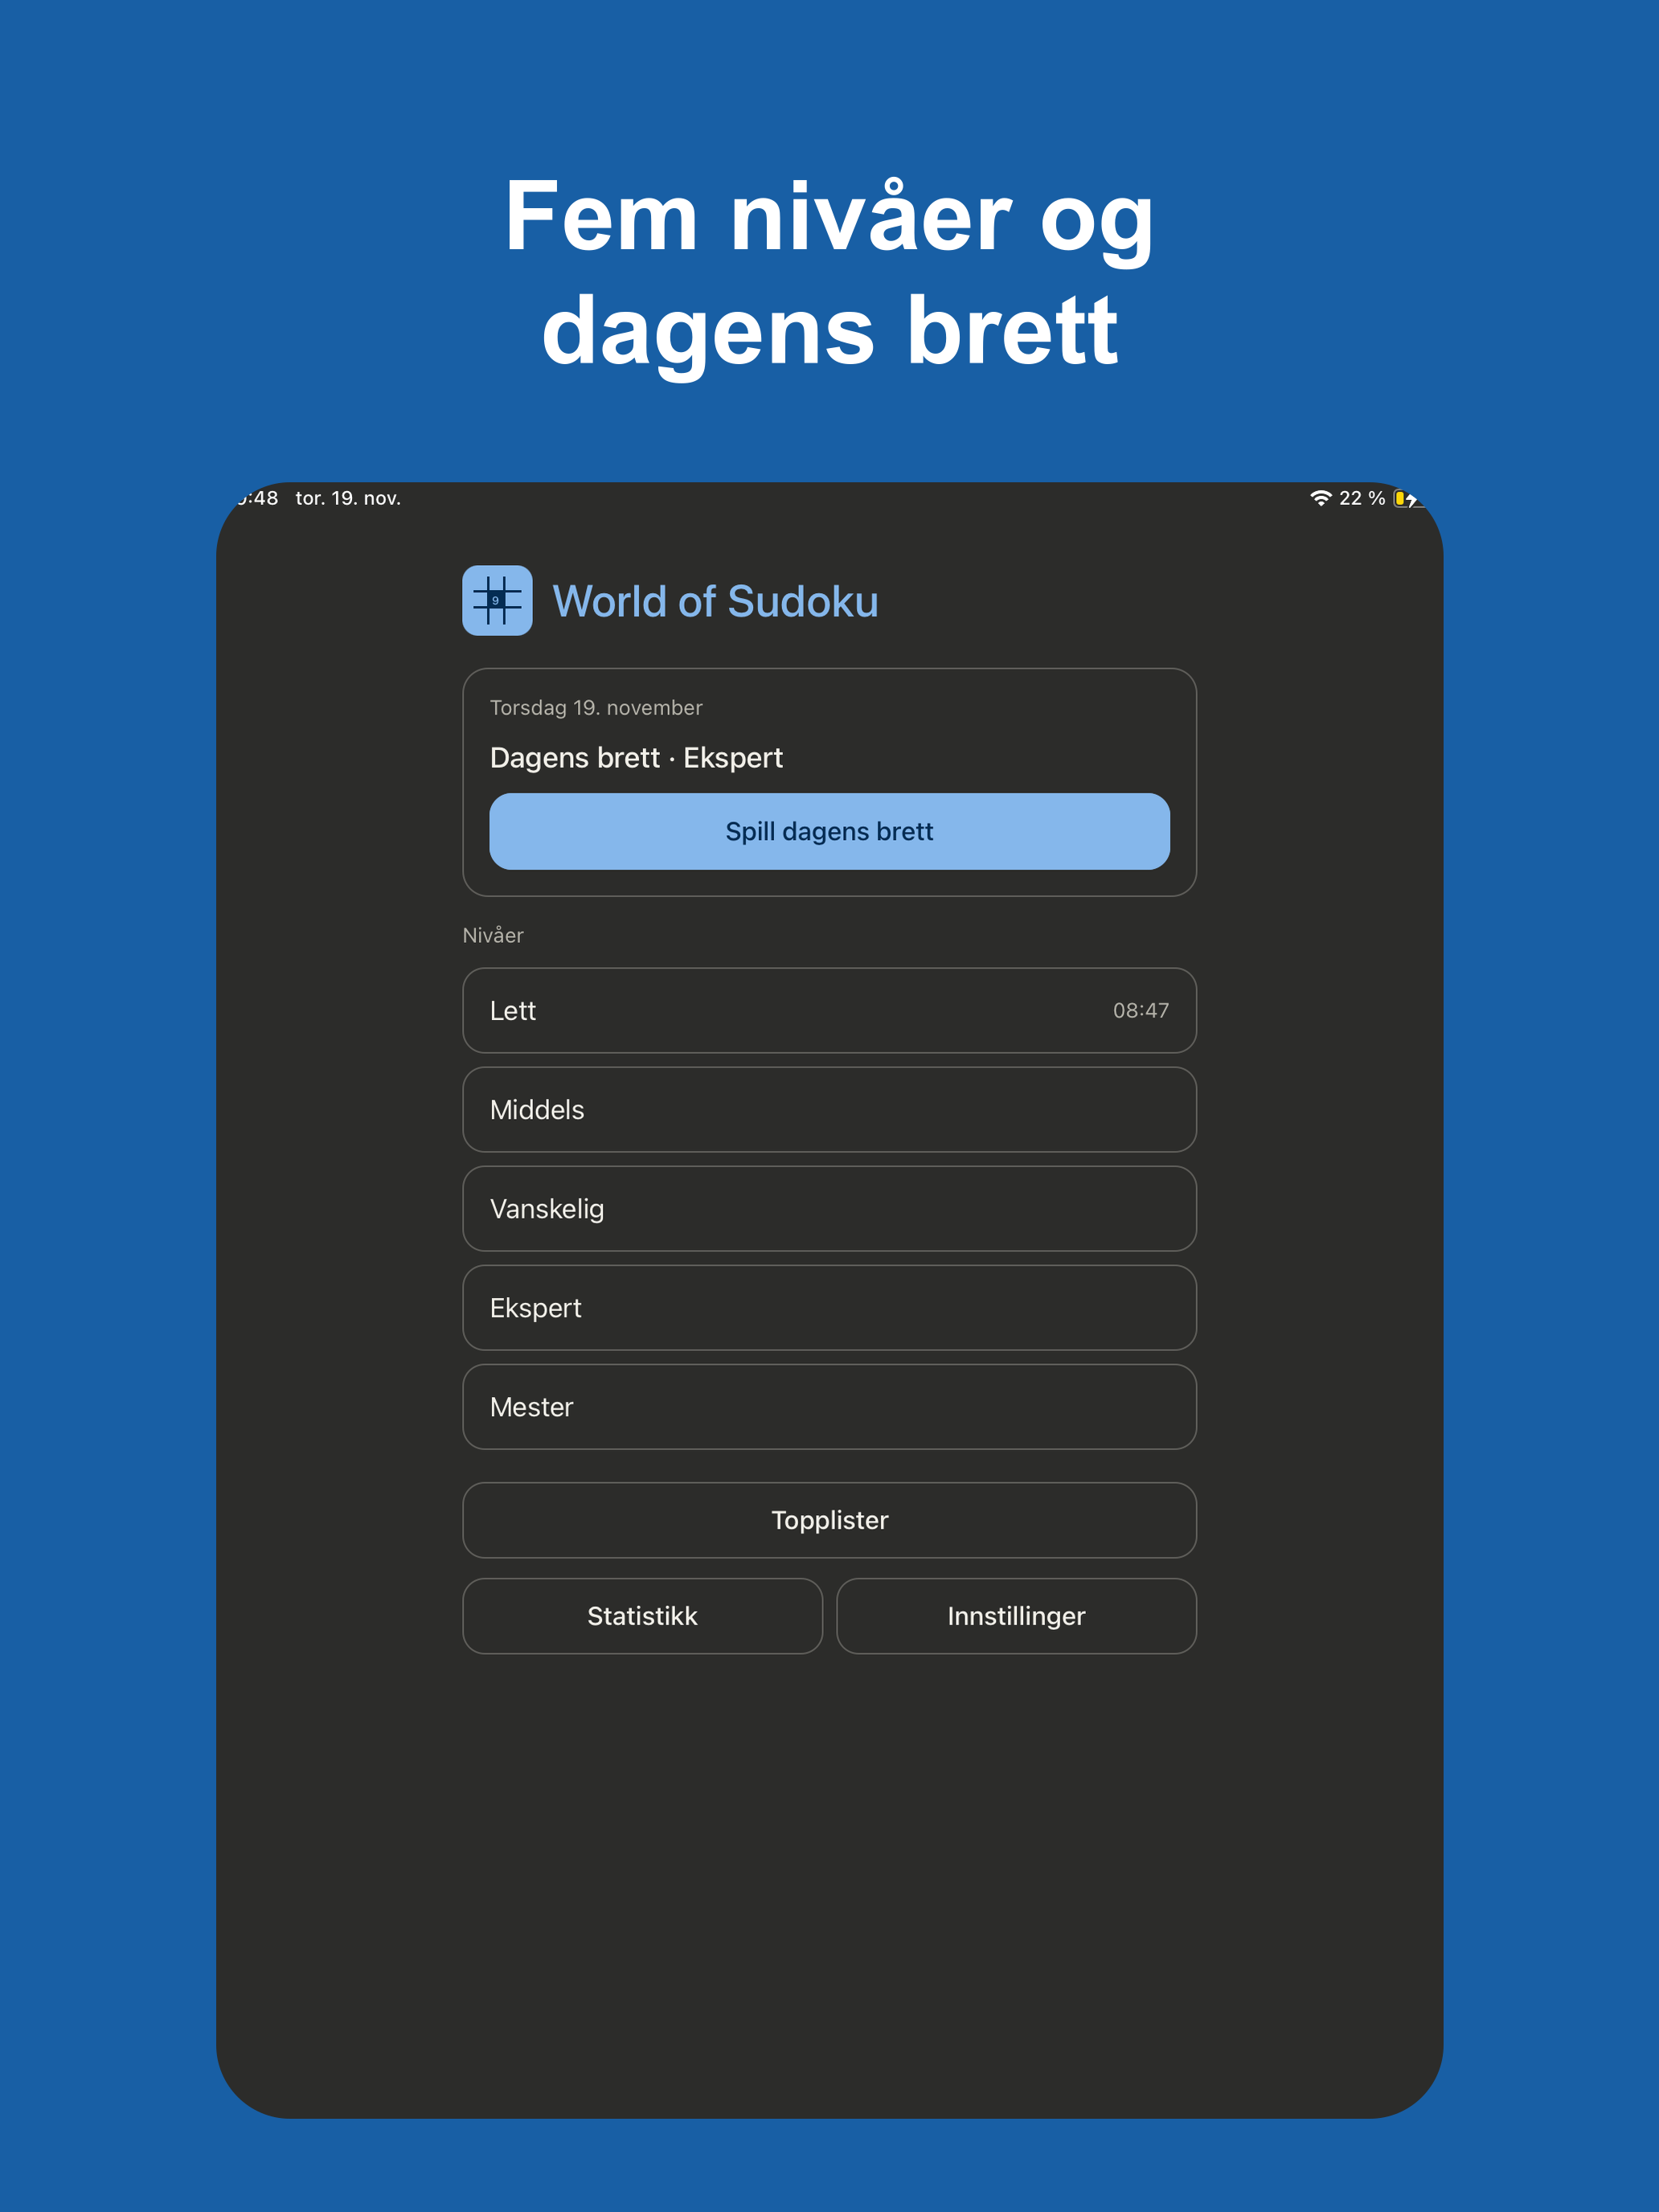 Fem nivåer og
dagens brett
:48 tor. 19. nov. 22 %
9
World of Sudoku
Torsdag 19. november
Dagens brett · Ekspert
Spill dagens brett
Nivåer
Lett 08:47
Middels
Vanskelig
Ekspert
Mester
Topplister
Statistikk Innstillinger